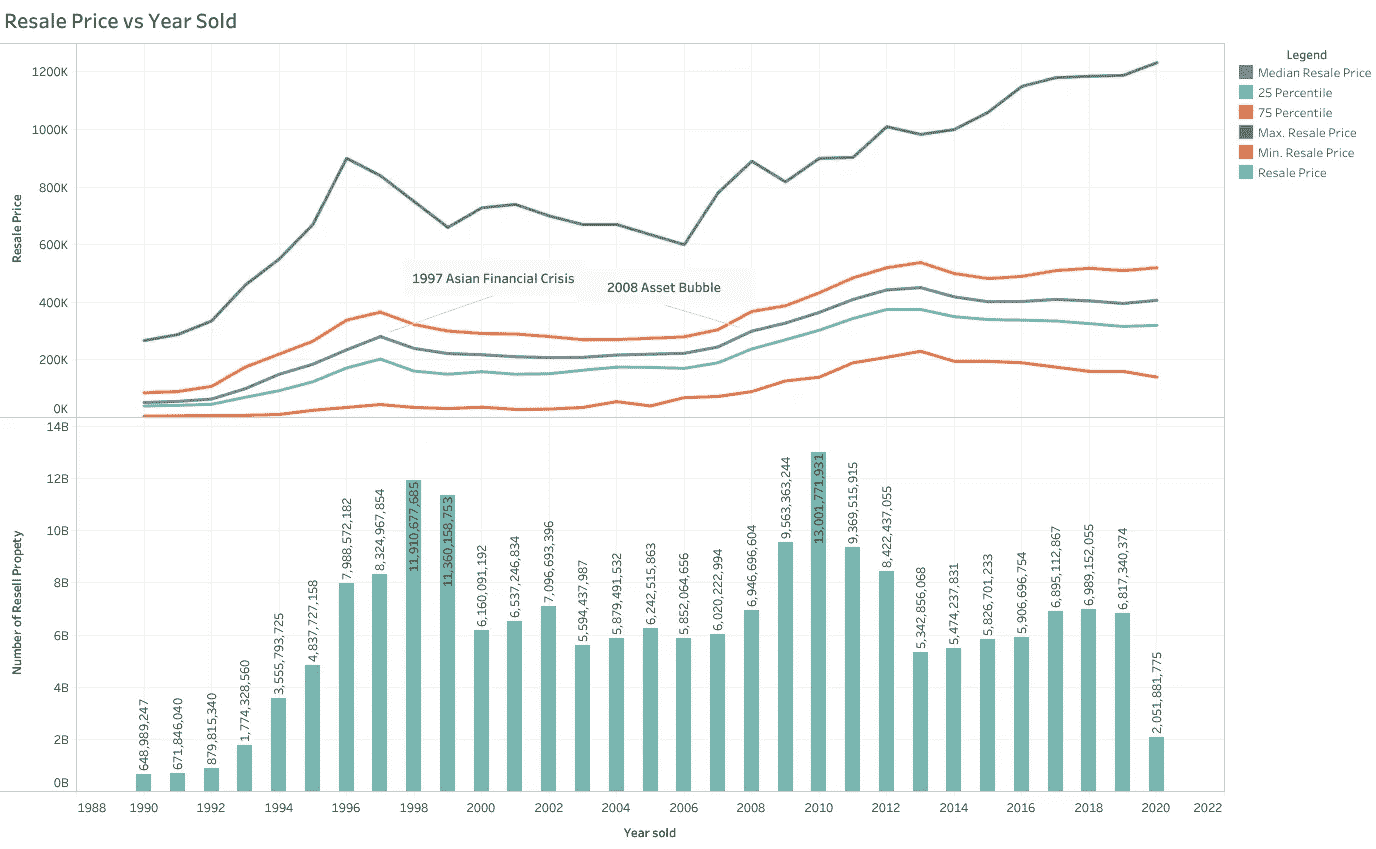 Resale Price vs Year Sold
Legend
Median Resale Price
25 Percentile
75 Percentile
Max. Resale Price
Min. Resale Price
Resale Price
Resale Price
1200K
1000K
800K
600K
400K
200K
0K
1997 Asian Financial Crisis
2008 Asset Bubble
Number of Resell Propety
14B
12B
10B
8B
6B
4B
2B
0B
648,989,247
671,846,040
879,815,340
1,774,328,560
3,555,793,725
4,837,727,158
7,988,572,182
8,324,967,854
11,910,677,685
11,360,158,753
6,160,091,192
6,537,246,834
7,096,693,396
5,594,437,987
5,879,491,532
6,242,515,863
5,852,064,656
6,020,222,994
6,946,696,604
9,563,363,244
13,001,771,931
9,369,515,915
8,422,437,055
5,342,856,068
5,474,237,831
5,826,701,233
5,906,696,754
6,895,112,867
6,989,152,055
6,817,340,374
2,051,881,775
1988 1990 1992 1994 1996 1998 2000 2002 2004 2006 2008 2010 2012 2014 2016 2018 2020 2022
Year sold